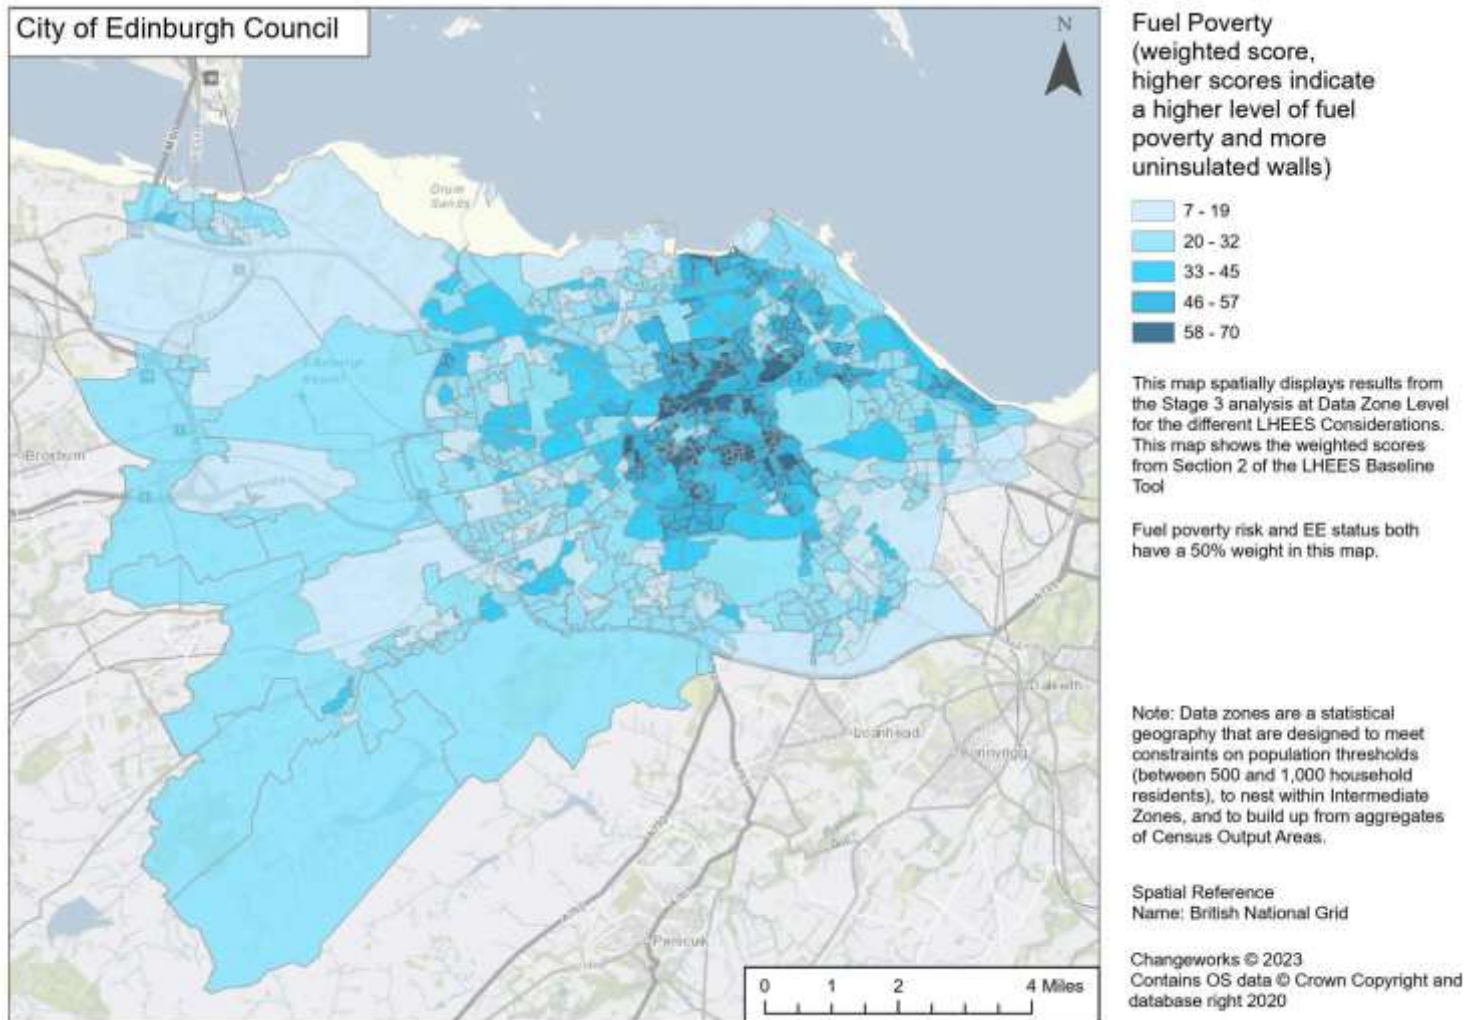 City of Edinburgh Council
N
Drum
Sands
Broxburn
Dalkeith
Loanhead
Bonnyrigg
Penicuik
0 1 2 4 Miles
Fuel Poverty
(weighted score,
higher scores indicate
a higher level of fuel
poverty and more
uninsulated walls)
7 - 19
20 - 32
33 - 45
46 - 57
58 - 70
This map spatially displays results from
the Stage 3 analysis at Data Zone Level
for the different LHEES Considerations.
This map shows the weighted scores
from Section 2 of the LHEES Baseline
Tool
Fuel poverty risk and EE status both
have a 50% weight in this map.
Note: Data zones are a statistical
geography that are designed to meet
constraints on population thresholds
(between 500 and 1,000 household
residents), to nest within Intermediate
Zones, and to build up from aggregates
of Census Output Areas.
Spatial Reference
Name: British National Grid
Changeworks © 2023
Contains OS data © Crown Copyright and
database right 2020